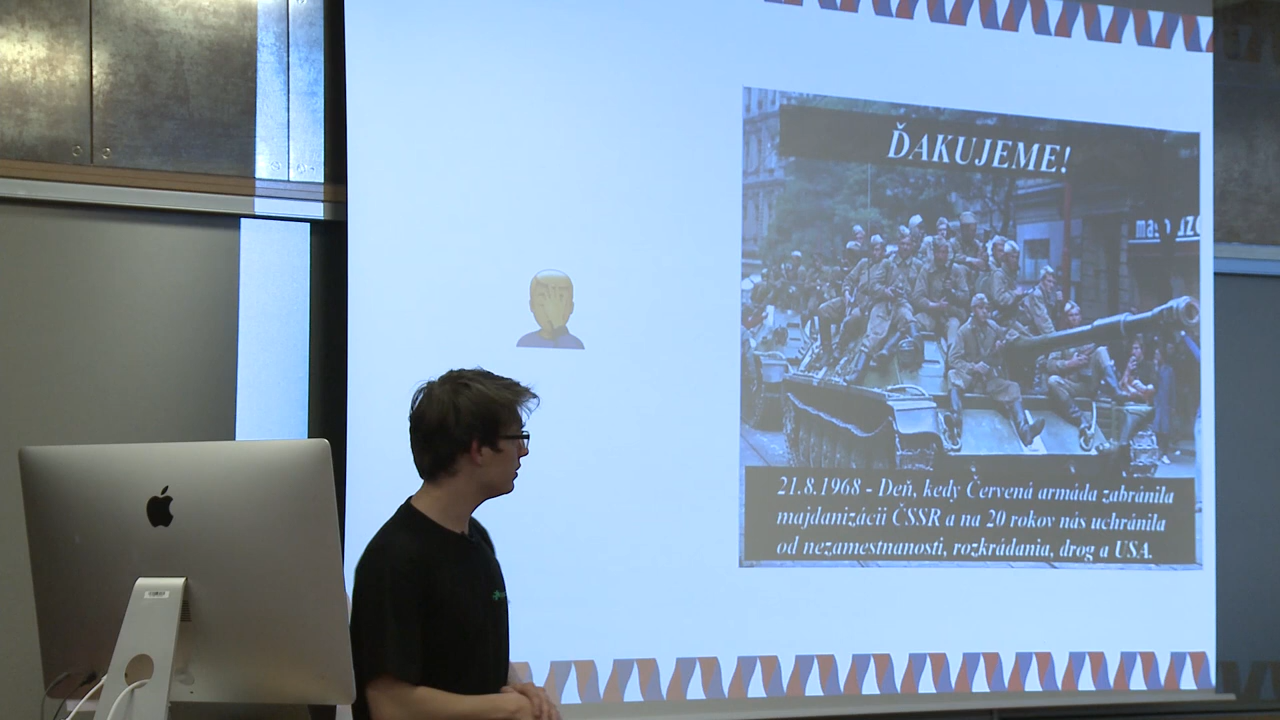 ĎAKUJEME!
21.8.1968 - Deň, kedy Červená armáda zabránila
majdanizácii ČSSR a na 20 rokov nás uchránila
od nezamestnanosti, rozkrádania, drog a USA.